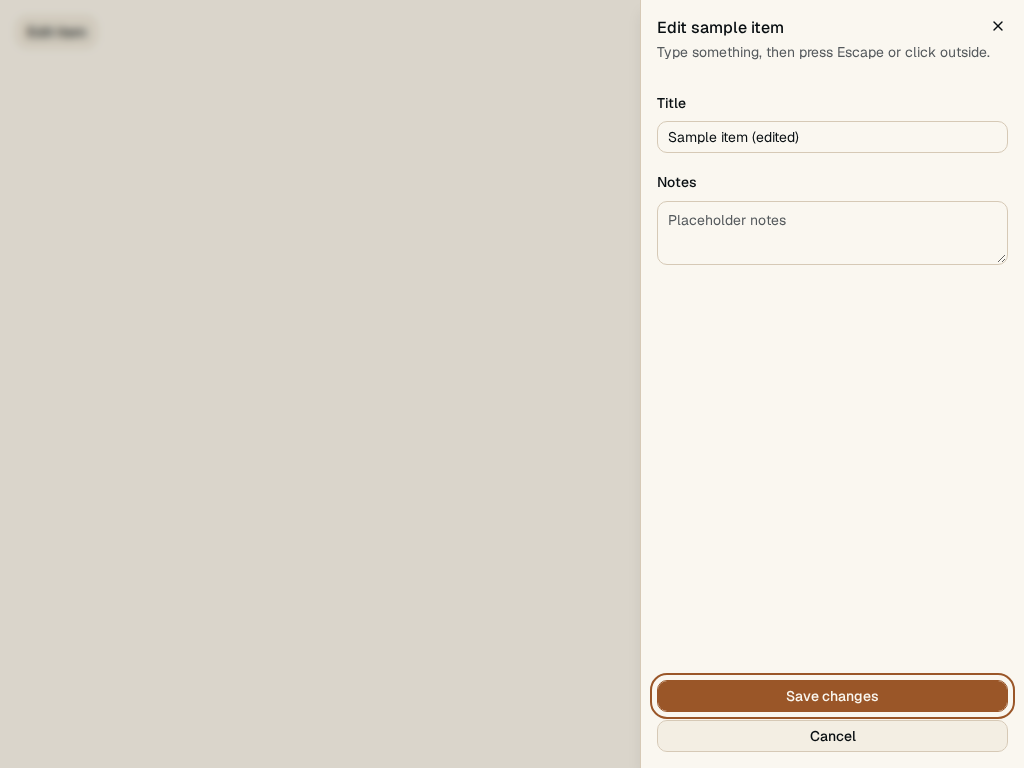 Edit sample item
Type something, then press Escape or click outside.
Title
Sample item (edited)
Notes
Placeholder notes
Save changes
Cancel